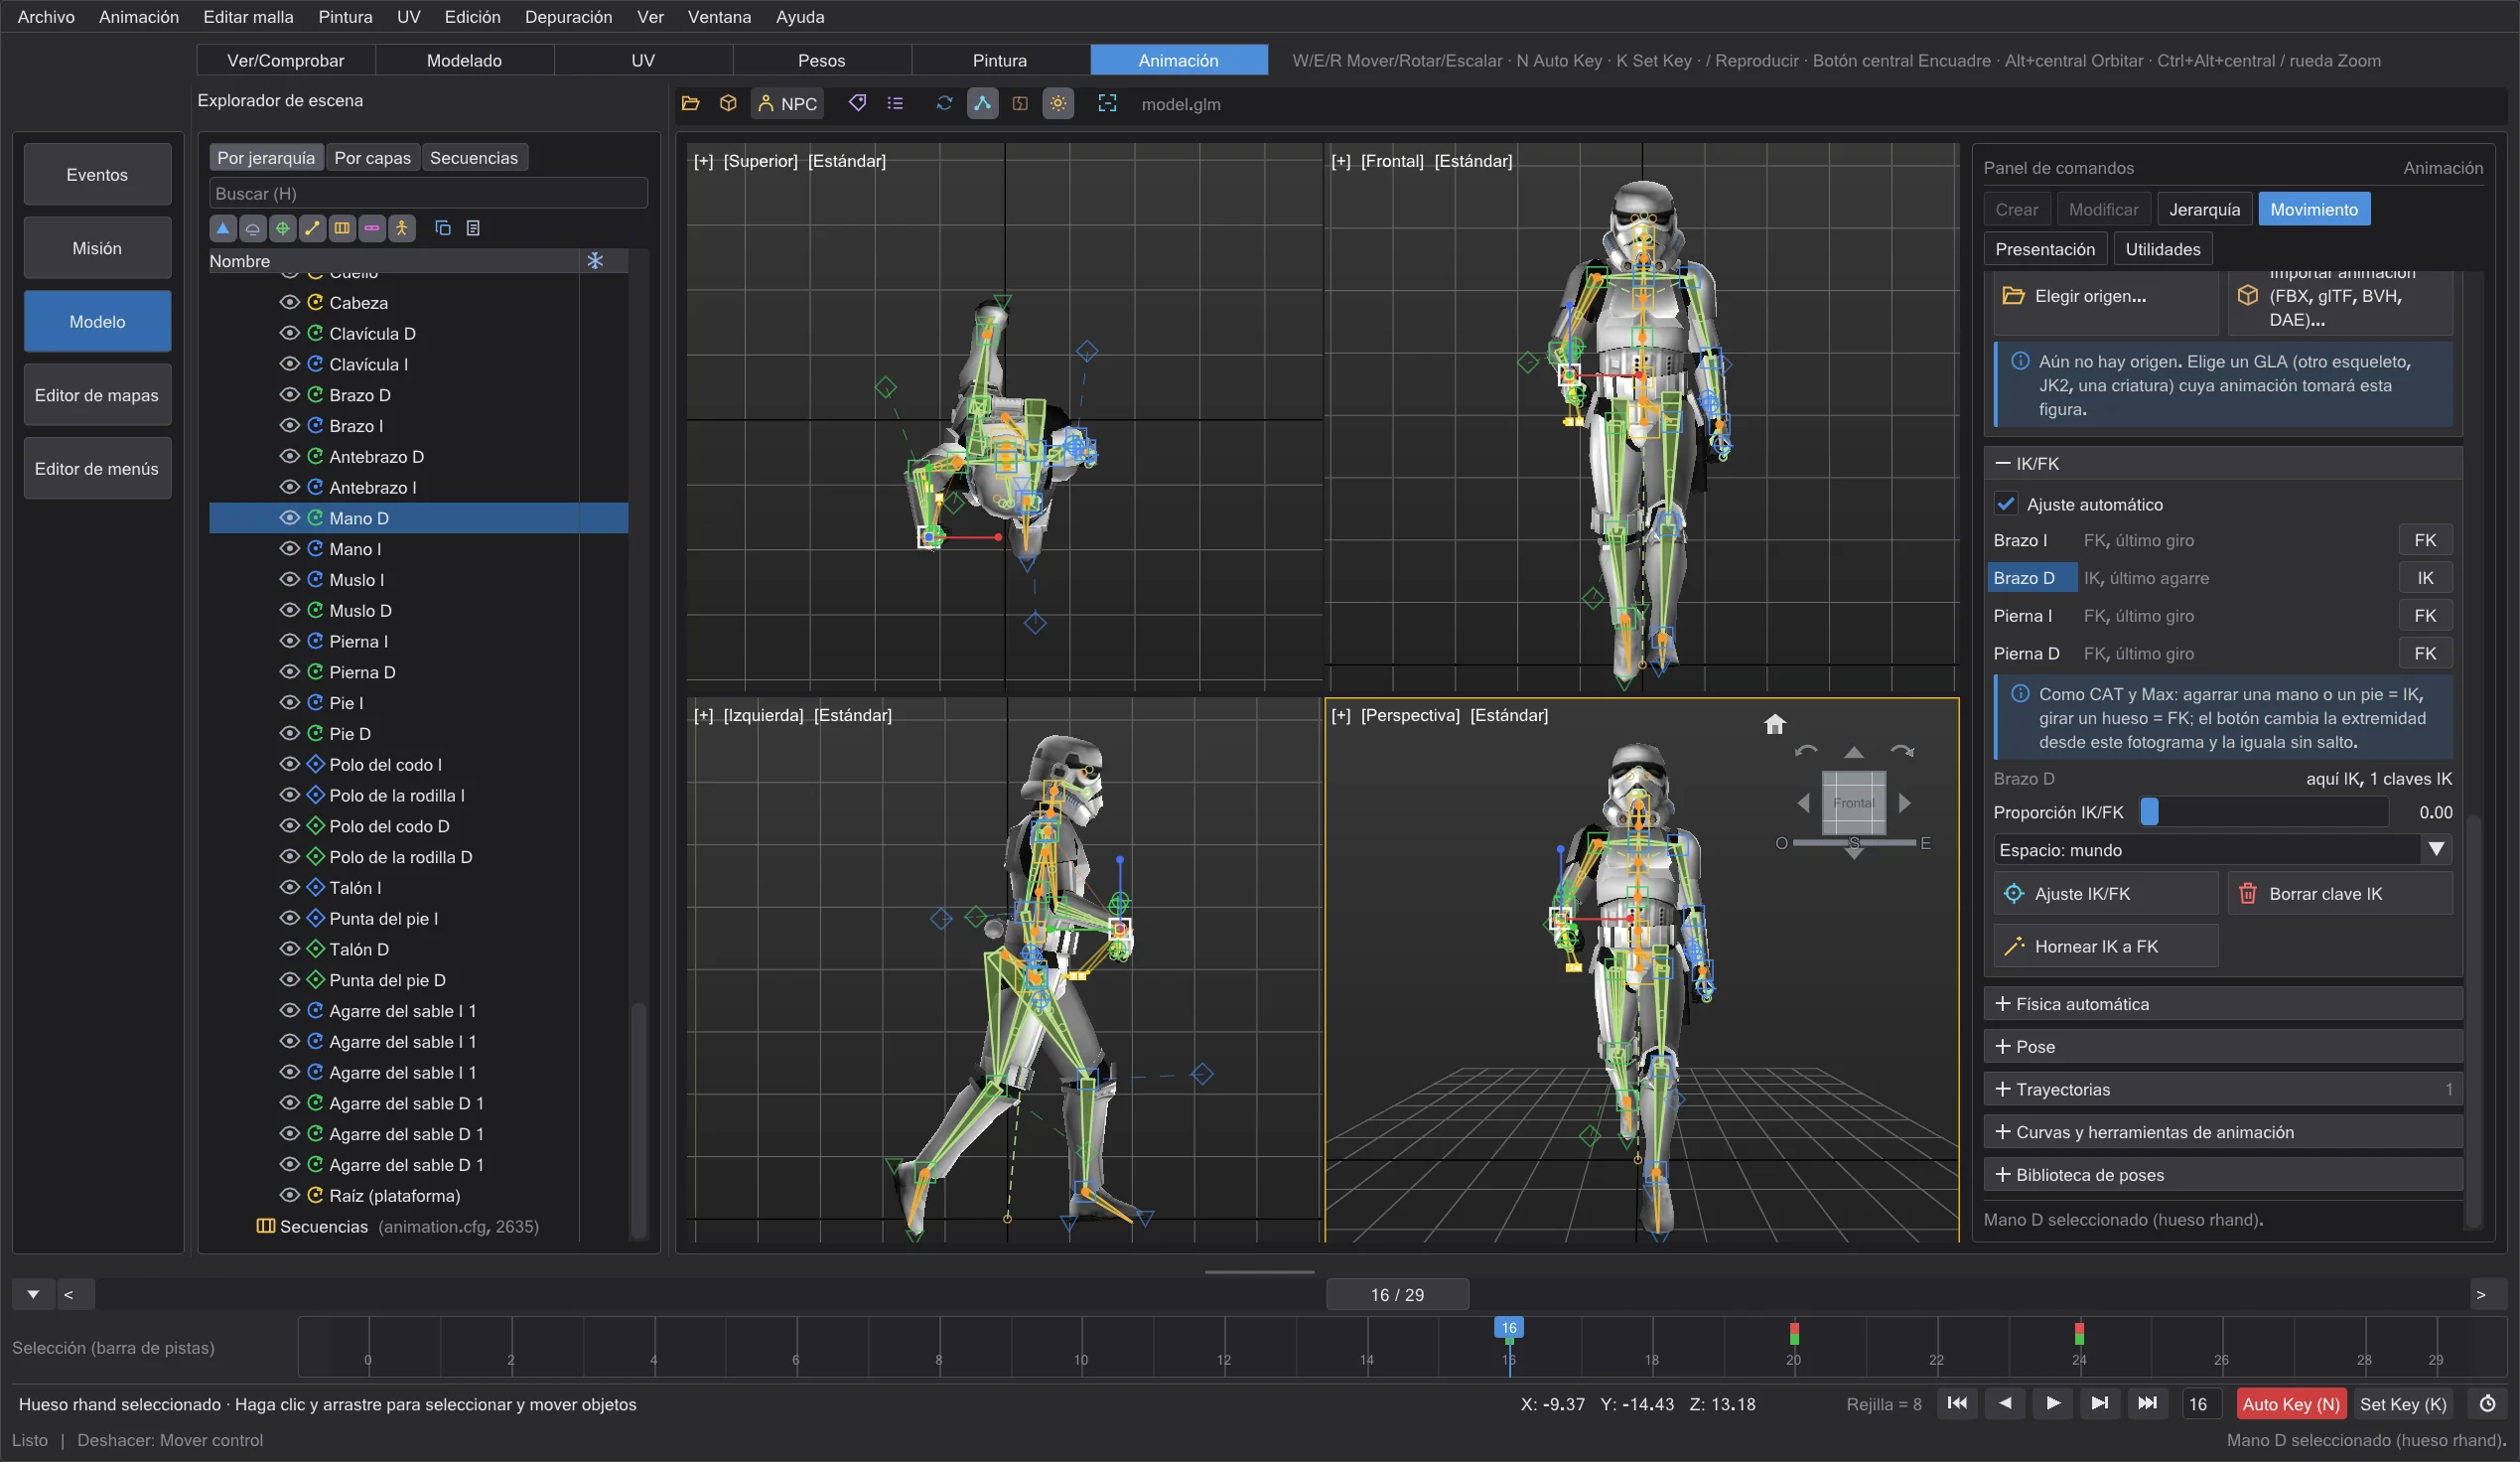 Archivo Animación Editar malla Pintura UV Edición Depuración Ver Ventana Ayuda
Ver/Comprobar Modelado UV Pesos Pintura Animación W/E/R Mover/Rotar/Escalar · N Auto Key · K Set Key · / Reproducir · Botón central Encuadre · Alt+central Orbitar · Ctrl+Alt+central / rueda Zoom
Explorador de escena
NPC model.glm
Eventos
Misión
Modelo
Editor de mapas
Editor de menús
Por jerarquía Por capas Secuencias
Buscar (H)
Nombre
Cuello
Cabeza
Clavícula D
Clavícula I
Brazo D
Brazo I
Antebrazo D
Antebrazo I
Mano D
Mano I
Muslo I
Muslo D
Pierna I
Pierna D
Pie I
Pie D
Polo del codo I
Polo de la rodilla I
Polo del codo D
Polo de la rodilla D
Talón I
Punta del pie I
Talón D
Punta del pie D
Agarre del sable I 1
Agarre del sable I 1
Agarre del sable I 1
Agarre del sable D 1
Agarre del sable D 1
Agarre del sable D 1
Raíz (plataforma)
Secuencias (animation.cfg, 2635)
[+] [Superior] [Estándar]
[+] [Frontal] [Estándar]
[+] [Izquierda] [Estándar]
[+] [Perspectiva] [Estándar]
Frontal
O S E
Panel de comandos Animación
Crear Modificar Jerarquía Movimiento
Presentación Utilidades
Elegir origen...
Importar animación
(FBX, glTF, BVH,
DAE)...
Aún no hay origen. Elige un GLA (otro esqueleto,
JK2, una criatura) cuya animación tomará esta
figura.
IK/FK
Ajuste automático
Brazo I FK, último giro FK
Brazo D IK, último agarre IK
Pierna I FK, último giro FK
Pierna D FK, último giro FK
Como CAT y Max: agarrar una mano o un pie = IK,
girar un hueso = FK; el botón cambia la extremidad
desde este fotograma y la iguala sin salto.
Brazo D aquí IK, 1 claves IK
Proporción IK/FK 0.00
Espacio: mundo
Ajuste IK/FK Borrar clave IK
Hornear IK a FK
Física automática
Pose
Trayectorias 1
Curvas y herramientas de animación
Biblioteca de poses
Mano D seleccionado (hueso rhand).
< 16 / 29 >
Selección (barra de pistas)
16
0 2 4 6 8 10 12 14 16 18 20 22 24 26 28 29
Hueso rhand seleccionado · Haga clic y arrastre para seleccionar y mover objetos X: -9.37 Y: -14.43 Z: 13.18 Rejilla = 8 16 Auto Key (N) Set Key (K)
Listo | Deshacer: Mover control Mano D seleccionado (hueso rhand).